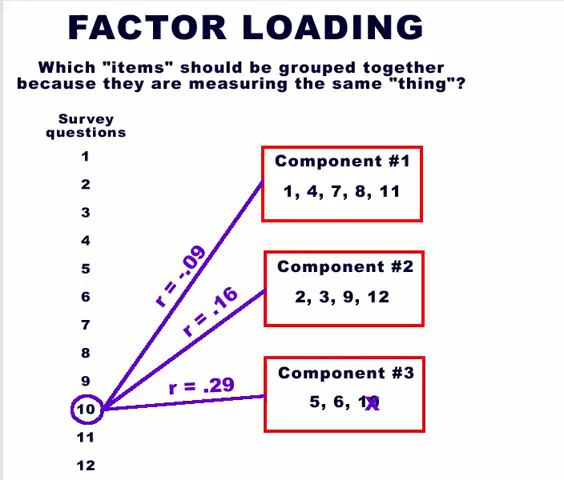 FACTOR LOADING
Which "items" should be grouped together
because they are measuring the same "thing"?
Survey
questions
1
2
3
4
5
6
7
8
9
10
11
12
r = -.09
r = .16
r = .29
Component #1
1, 4, 7, 8, 11
Component #2
2, 3, 9, 12
Component #3
5, 6, 10